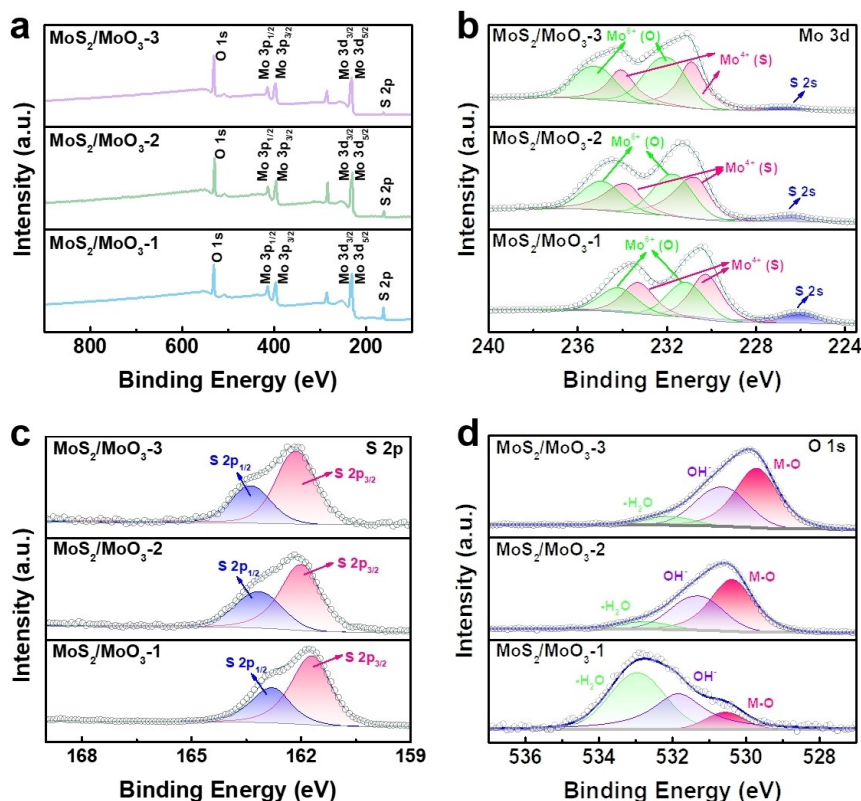 a
MoS₂/MoO₃-3
O 1s
Mo 3p₁/₂
Mo 3p₃/₂
Mo 3d₃/₂
Mo 3d₅/₂
S 2p
MoS₂/MoO₃-2
O 1s
Mo 3p₁/₂
Mo 3p₃/₂
Mo 3d₃/₂
Mo 3d₅/₂
S 2p
MoS₂/MoO₃-1
O 1s
Mo 3p₁/₂
Mo 3p₃/₂
Mo 3d₃/₂
Mo 3d₅/₂
S 2p
Intensity (a.u.)
800 600 400 200
Binding Energy (eV)
b
MoS₂/MoO₃-3
Mo⁶⁺ (O)
Mo 3d
Mo⁴⁺ (S)
S 2s
MoS₂/MoO₃-2
Mo⁶⁺ (O)
Mo⁴⁺ (S)
S 2s
MoS₂/MoO₃-1
Mo⁶⁺ (O)
Mo⁴⁺ (S)
S 2s
Intensity (a.u.)
240 236 232 228 224
Binding Energy (eV)
c
MoS₂/MoO₃-3
S 2p
S 2p₁/₂
S 2p₃/₂
MoS₂/MoO₃-2
S 2p₁/₂
S 2p₃/₂
MoS₂/MoO₃-1
S 2p₁/₂
S 2p₃/₂
Intensity (a.u.)
168 165 162 159
Binding Energy (eV)
d
MoS₂/MoO₃-3
O 1s
-H₂O
OH⁻
M-O
MoS₂/MoO₃-2
-H₂O
OH⁻
M-O
MoS₂/MoO₃-1
-H₂O
OH⁻
M-O
Intensity (a.u.)
536 534 532 530 528
Binding Energy (eV)